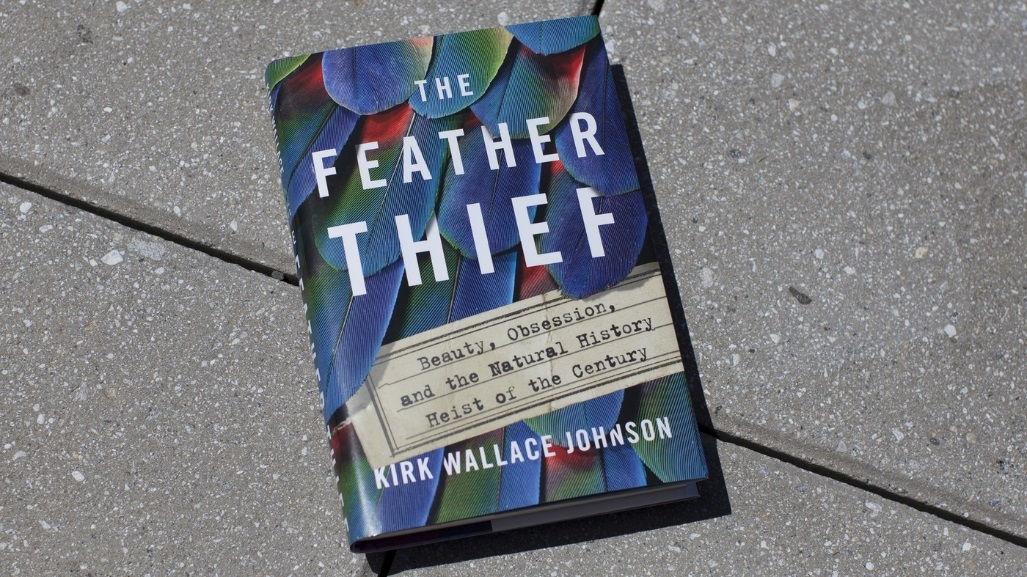 THE
FEATHER
THIEF
Beauty, Obsession,
and the Natural History
Heist of the Century
KIRK WALLACE JOHNSON